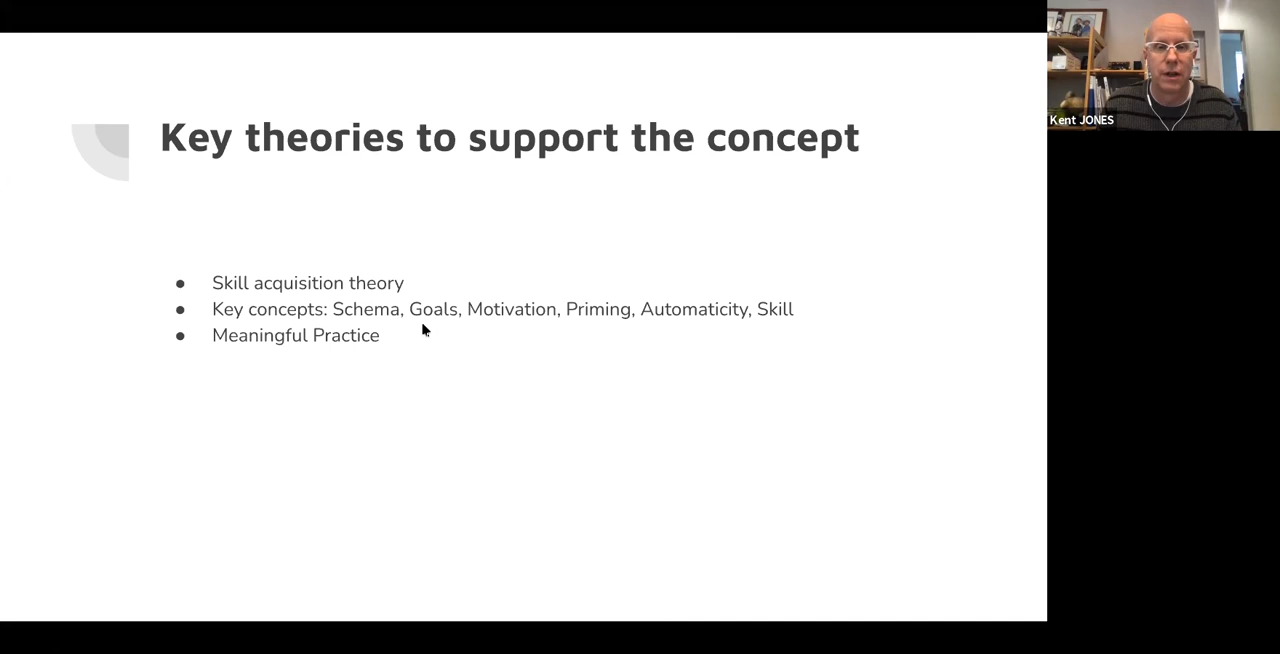 Key theories to support the concept
● Skill acquisition theory
● Key concepts: Schema, Goals, Motivation, Priming, Automaticity, Skill
● Meaningful Practice
Kent JONES